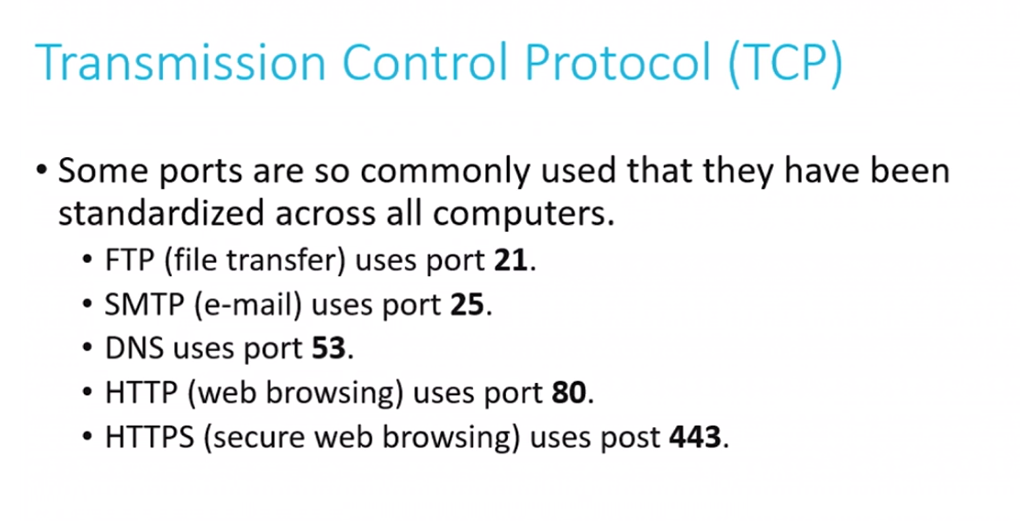 Transmission Control Protocol (TCP)
• Some ports are so commonly used that they have been
standardized across all computers.
• FTP (file transfer) uses port 21.
• SMTP (e-mail) uses port 25.
• DNS uses port 53.
• HTTP (web browsing) uses port 80.
• HTTPS (secure web browsing) uses post 443.